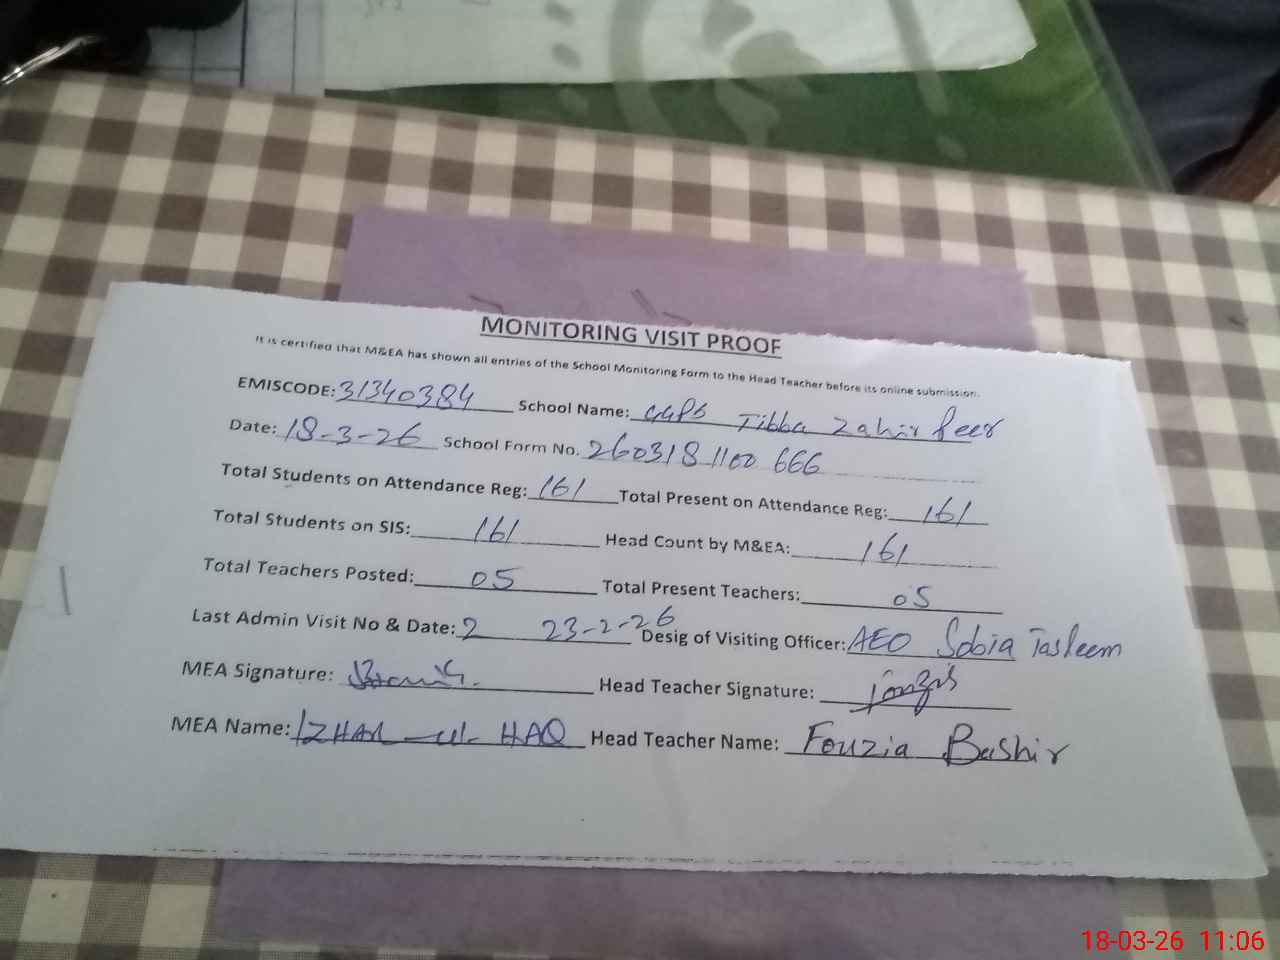 MONITORING VISIT PROOF
It is certified that M&EA has shown all entries of the School Monitoring Form to the Head Teacher before its online submission.
EMISCODE: 31340384 School Name: GGPS Tibba Zahir Peer
Date: 18-3-26 School Form No. 260318 1100 666
Total Students on Attendance Reg: 161 Total Present on Attendance Reg: 161
Total Students on SIS: 161 Head Count by M&EA: 161
Total Teachers Posted: 05 Total Present Teachers: 05
Last Admin Visit No & Date: 2 23-2-26 Desig of Visiting Officer: AEO Sobia Tasleem
MEA Signature: Head Teacher Signature:
MEA Name: IZHAR-ul-HAQ Head Teacher Name: Fouzia Bashir
18-03-26 11:06